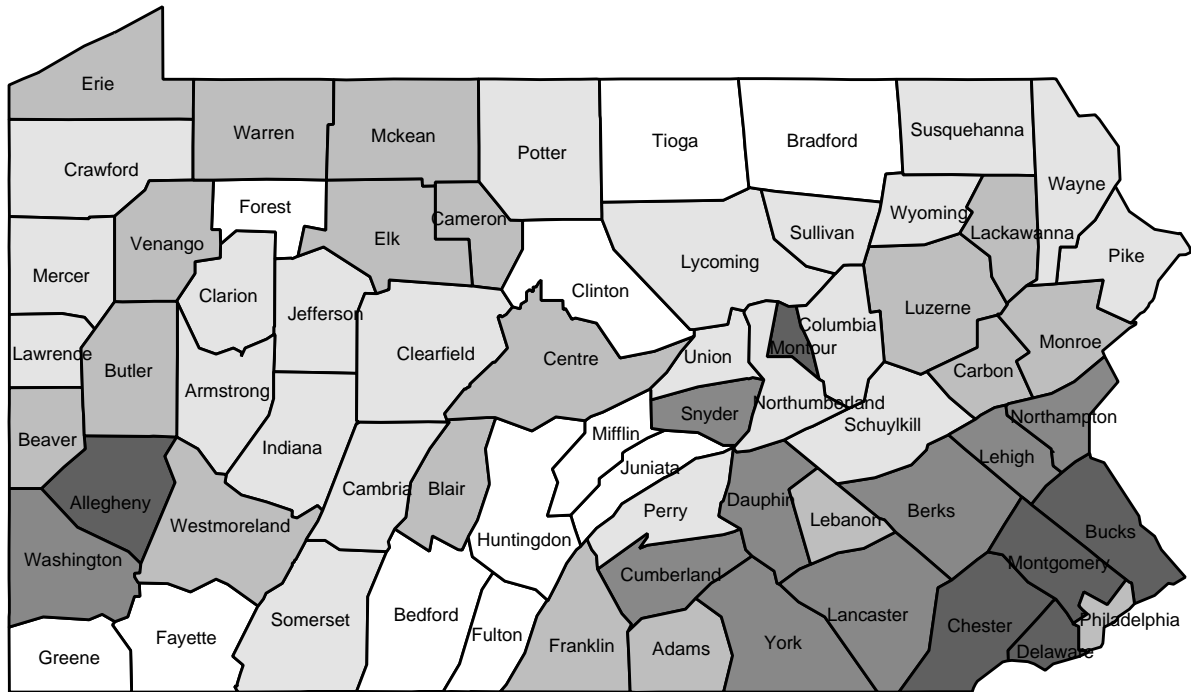 Erie
Crawford
Warren
Mckean
Potter
Tioga
Bradford
Susquehanna
Wayne
Forest
Venango
Elk
Cameron
Wyoming
Lackawanna
Sullivan
Mercer
Clarion
Jefferson
Clinton
Lycoming
Luzerne
Pike
Lawrence
Butler
Armstrong
Clearfield
Centre
Union
Montour
Columbia
Carbon
Monroe
Beaver
Indiana
Mifflin
Snyder
Northumberland
Schuylkill
Northampton
Allegheny
Cambria
Blair
Juniata
Lehigh
Westmoreland
Huntingdon
Perry
Dauphin
Lebanon
Berks
Bucks
Washington
Cumberland
Montgomery
Greene
Fayette
Somerset
Bedford
Fulton
Franklin
Adams
York
Lancaster
Chester
Delaware
Philadelphia